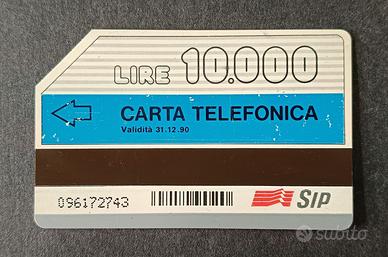 LIRE 10.000
CARTA TELEFONICA
Validità 31.12.90
096172743
SIP
subito